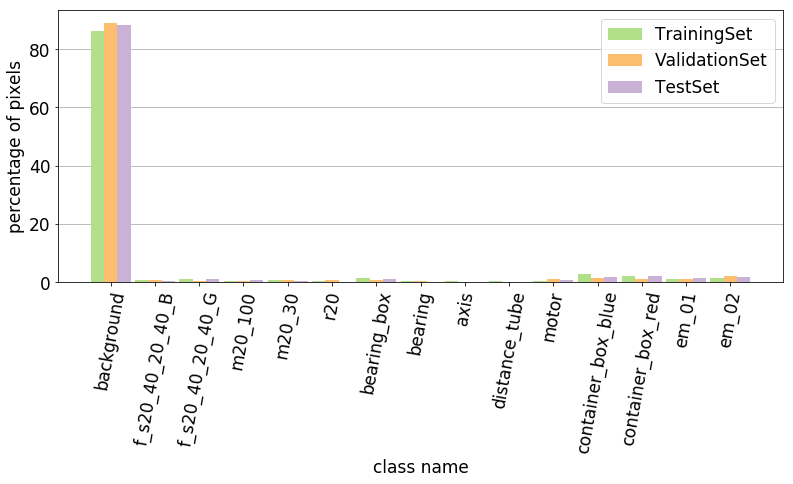 TrainingSet
ValidationSet
TestSet
percentage of pixels
80
60
40
20
0
background
f_s20_40_20_40_B
f_s20_40_20_40_G
m20_100
m20_30
r20
bearing_box
bearing
axis
distance_tube
motor
container_box_blue
container_box_red
em_01
em_02
class name